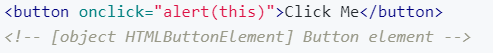 <button onclick="alert(this)">Click Me</button>
<!-- [object HTMLButtonElement] Button element -->